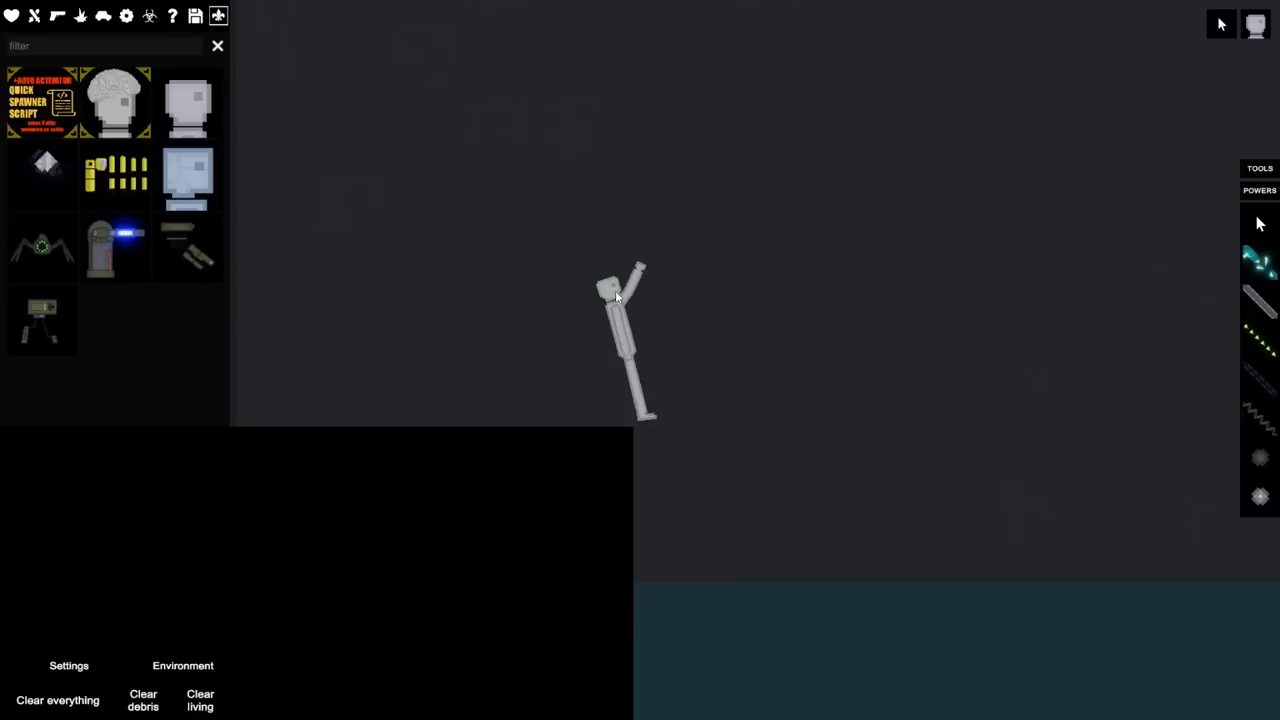 ?
filter
+AUTO ACTIVATOR
QUICK
SPAWNER
SCRIPT
TOOLS
POWERS
Settings
Environment
Clear everything
Clear
debris
Clear
living